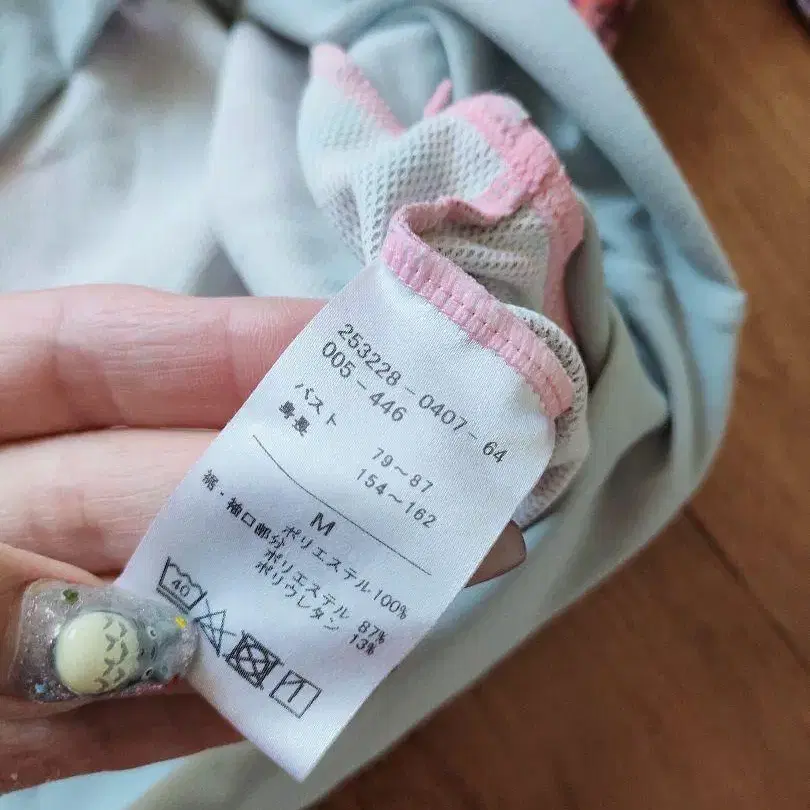 253228-0407-64
005-446
バスト 79~87
身長 154~162
M
ポリエステル100%
裾・袖口部分
ポリエステル 87%
ポリウレタン 13%
40